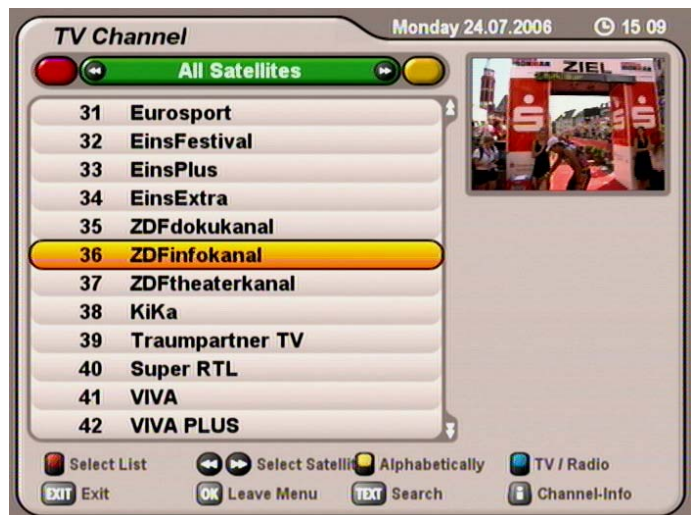 TV Channel
Monday 24.07.2006
15 09
All Satellites
ZIEL
31 Eurosport
32 EinsFestival
33 EinsPlus
34 EinsExtra
35 ZDFdokukanal
36 ZDFinfokanal
37 ZDFtheaterkanal
38 KiKa
39 Traumpartner TV
40 Super RTL
41 VIVA
42 VIVA PLUS
Select List
Select Satellit
Alphabetically
TV / Radio
EXIT Exit
OK Leave Menu
TEXT Search
i Channel-Info